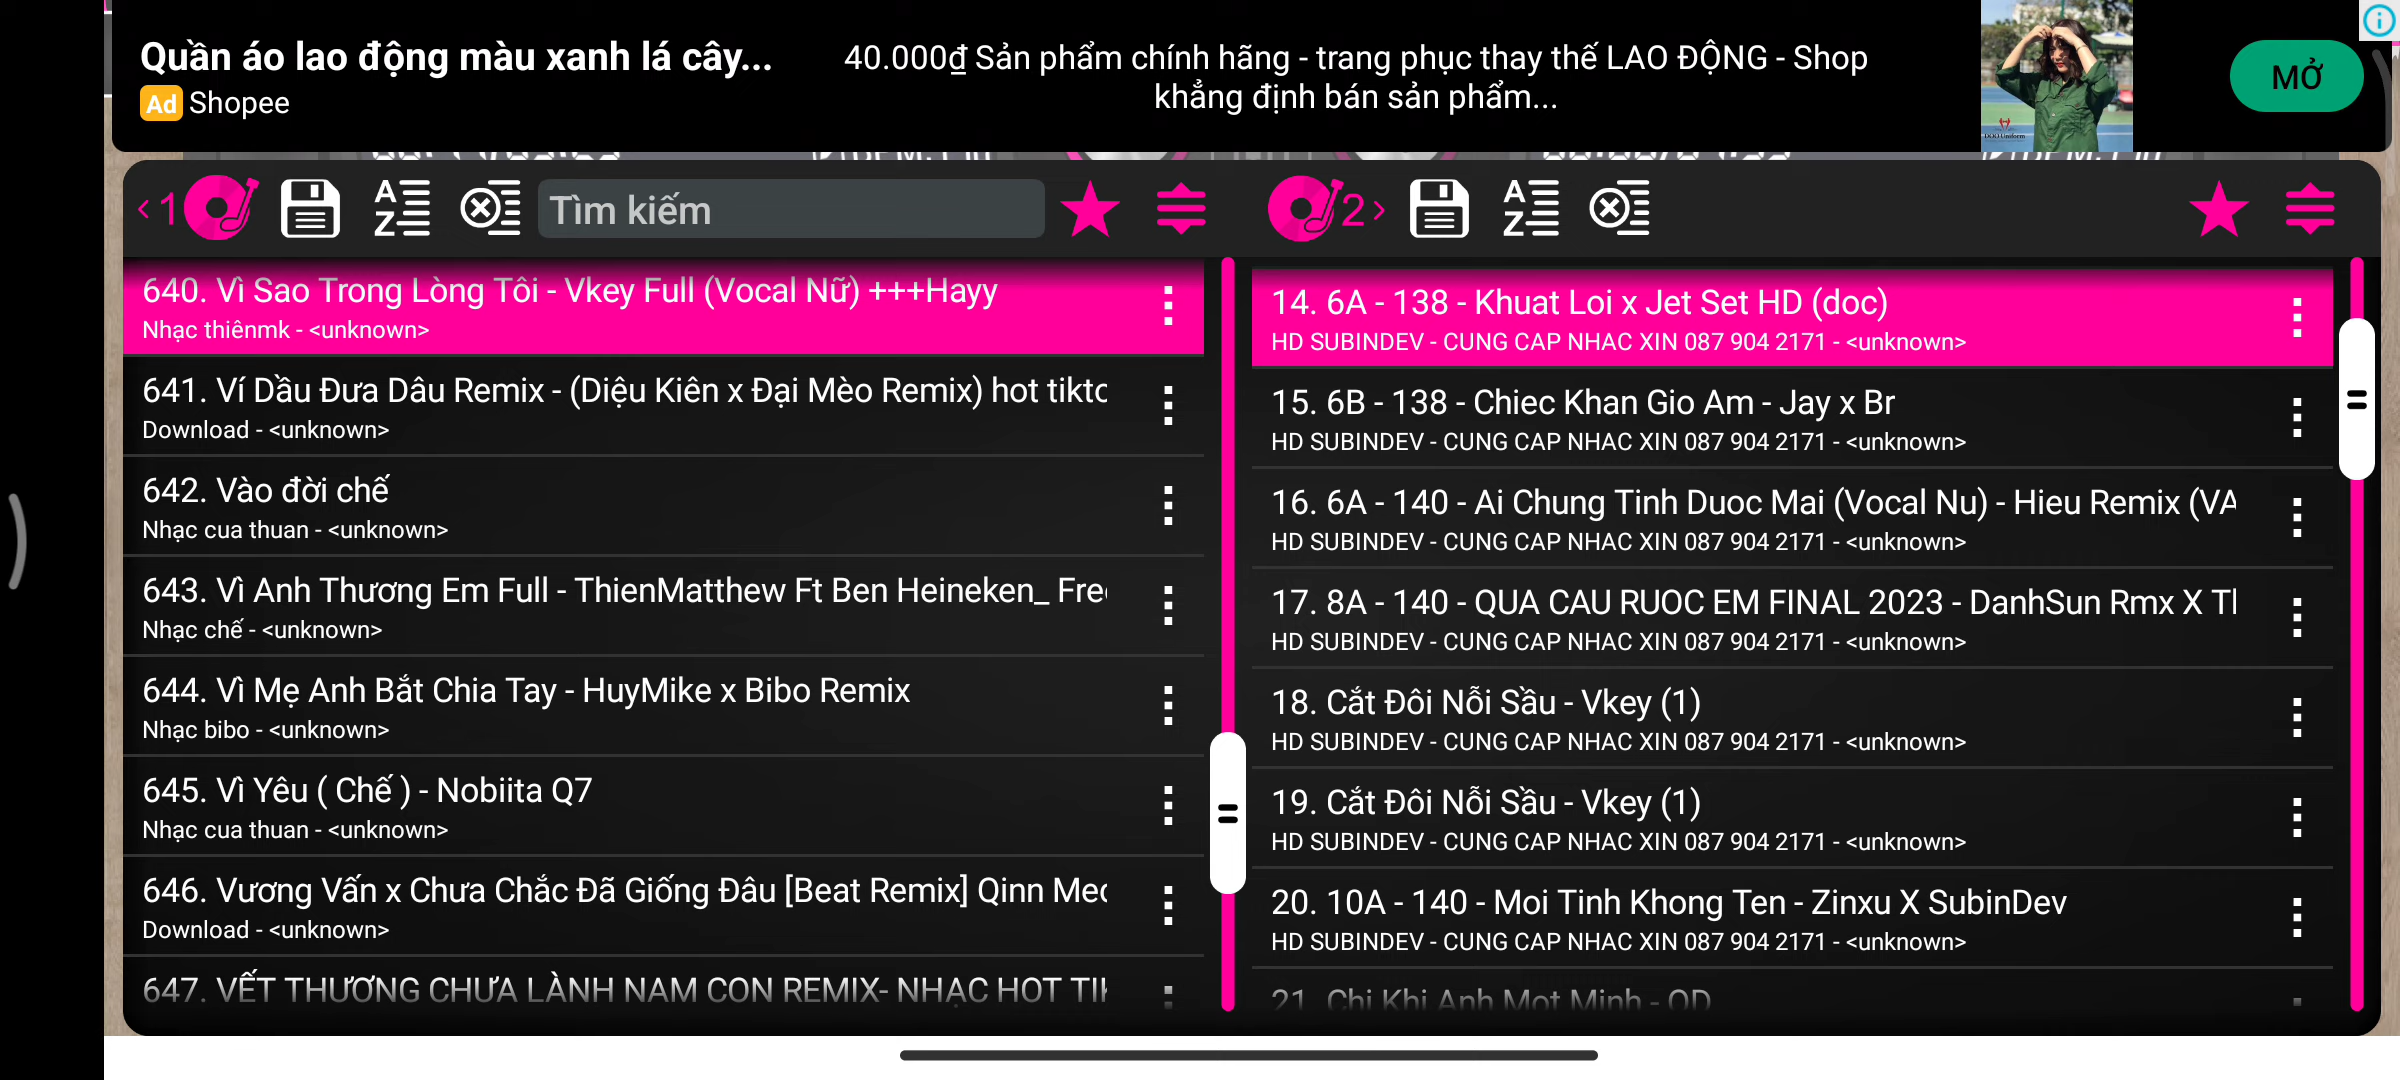 Quần áo lao động màu xanh lá cây...
Ad Shopee
40.000₫ Sản phẩm chính hãng - trang phục thay thế LAO ĐỘNG - Shop
khẳng định bán sản phẩm...
MỞ
1
Tìm kiếm
2
640. Vì Sao Trong Lòng Tôi - Vkey Full (Vocal Nữ) +++Hayy
Nhạc thiênmk - <unknown>
641. Ví Dầu Đưa Dâu Remix - (Diệu Kiên x Đại Mèo Remix) hot tikto
Download - <unknown>
642. Vào đời chế
Nhạc cua thuan - <unknown>
643. Vì Anh Thương Em Full - ThienMatthew Ft Ben Heineken_ Free
Nhạc chế - <unknown>
644. Vì Mẹ Anh Bắt Chia Tay - HuyMike x Bibo Remix
Nhạc bibo - <unknown>
645. Vì Yêu ( Chế ) - Nobiita Q7
Nhạc cua thuan - <unknown>
646. Vương Vấn x Chưa Chắc Đã Giống Đâu [Beat Remix] Qinn Med
Download - <unknown>
647. VẾT THƯƠNG CHƯA LÀNH NAM CON REMIX- NHẠC HOT TIK
14. 6A - 138 - Khuat Loi x Jet Set HD (doc)
HD SUBINDEV - CUNG CAP NHAC XIN 087 904 2171 - <unknown>
15. 6B - 138 - Chiec Khan Gio Am - Jay x Br
HD SUBINDEV - CUNG CAP NHAC XIN 087 904 2171 - <unknown>
16. 6A - 140 - Ai Chung Tinh Duoc Mai (Vocal Nu) - Hieu Remix (VA
HD SUBINDEV - CUNG CAP NHAC XIN 087 904 2171 - <unknown>
17. 8A - 140 - QUA CAU RUOC EM FINAL 2023 - DanhSun Rmx X Th
HD SUBINDEV - CUNG CAP NHAC XIN 087 904 2171 - <unknown>
18. Cắt Đôi Nỗi Sầu - Vkey (1)
HD SUBINDEV - CUNG CAP NHAC XIN 087 904 2171 - <unknown>
19. Cắt Đôi Nỗi Sầu - Vkey (1)
HD SUBINDEV - CUNG CAP NHAC XIN 087 904 2171 - <unknown>
20. 10A - 140 - Moi Tinh Khong Ten - Zinxu X SubinDev
HD SUBINDEV - CUNG CAP NHAC XIN 087 904 2171 - <unknown>
21. Chi Khi Anh Mot Minh - QD